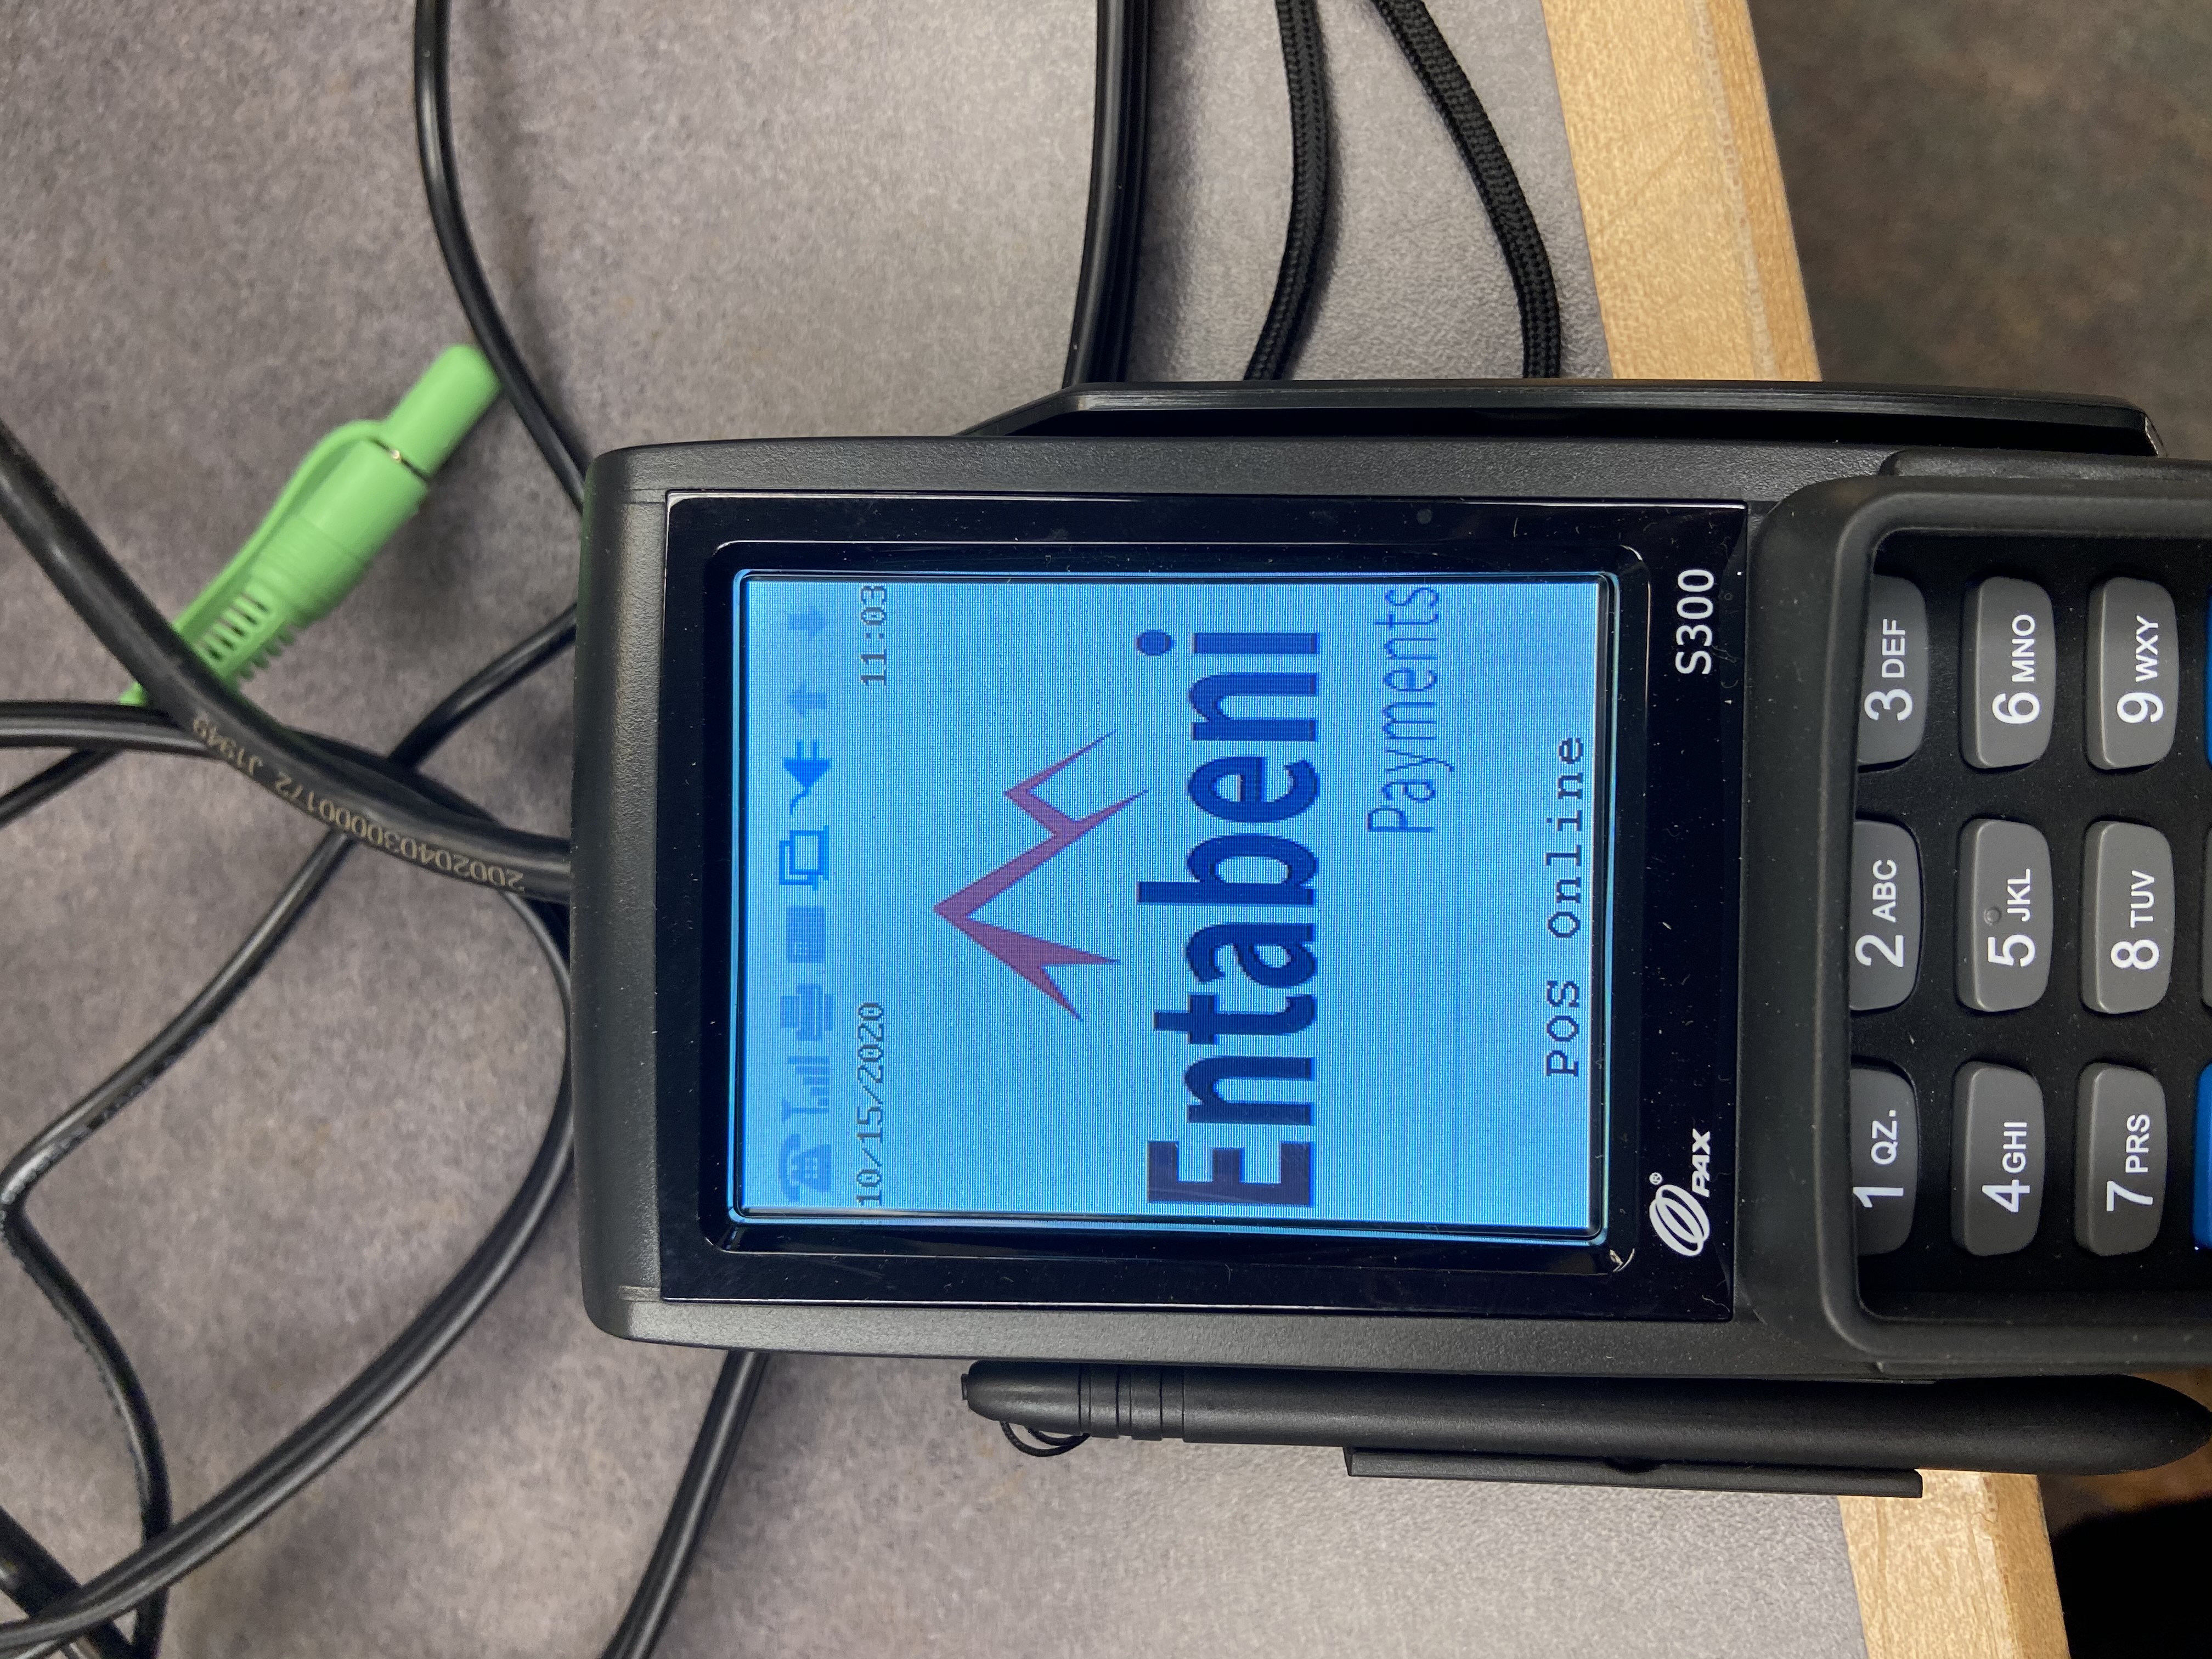 200204030000172 J1949
10/15/2020 11:03
Entabeni
Payments
POS Online
PAX® S300
1 QZ. 2 ABC 3 DEF
4 GHI 5 JKL 6 MNO
7 PRS 8 TUV 9 WXY